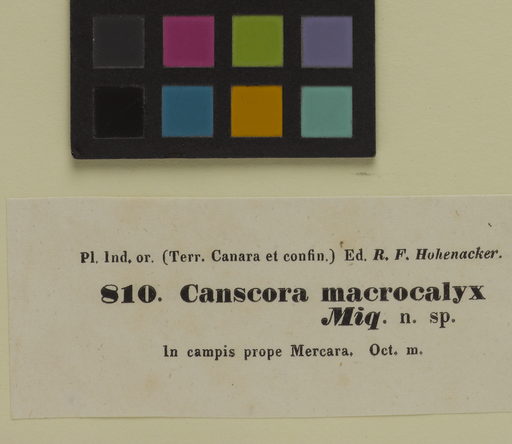 Pl. Ind. or. (Terr. Canara et confin.) Ed. R. F. Hohenacker.
810. Canscora macrocalyx
Miq. n. sp.
In campis prope Mercara. Oct. m.